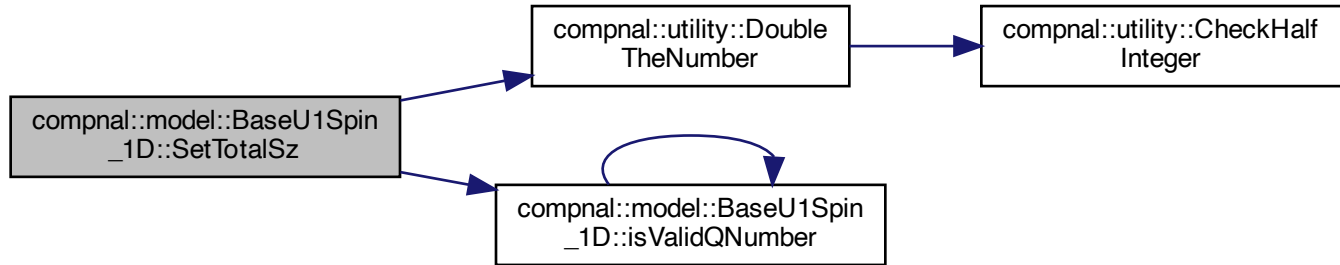 compnal::utility::Double
TheNumber
compnal::utility::CheckHalf
Integer
compnal::model::BaseU1Spin
_1D::SetTotalSz
compnal::model::BaseU1Spin
_1D::isValidQNumber